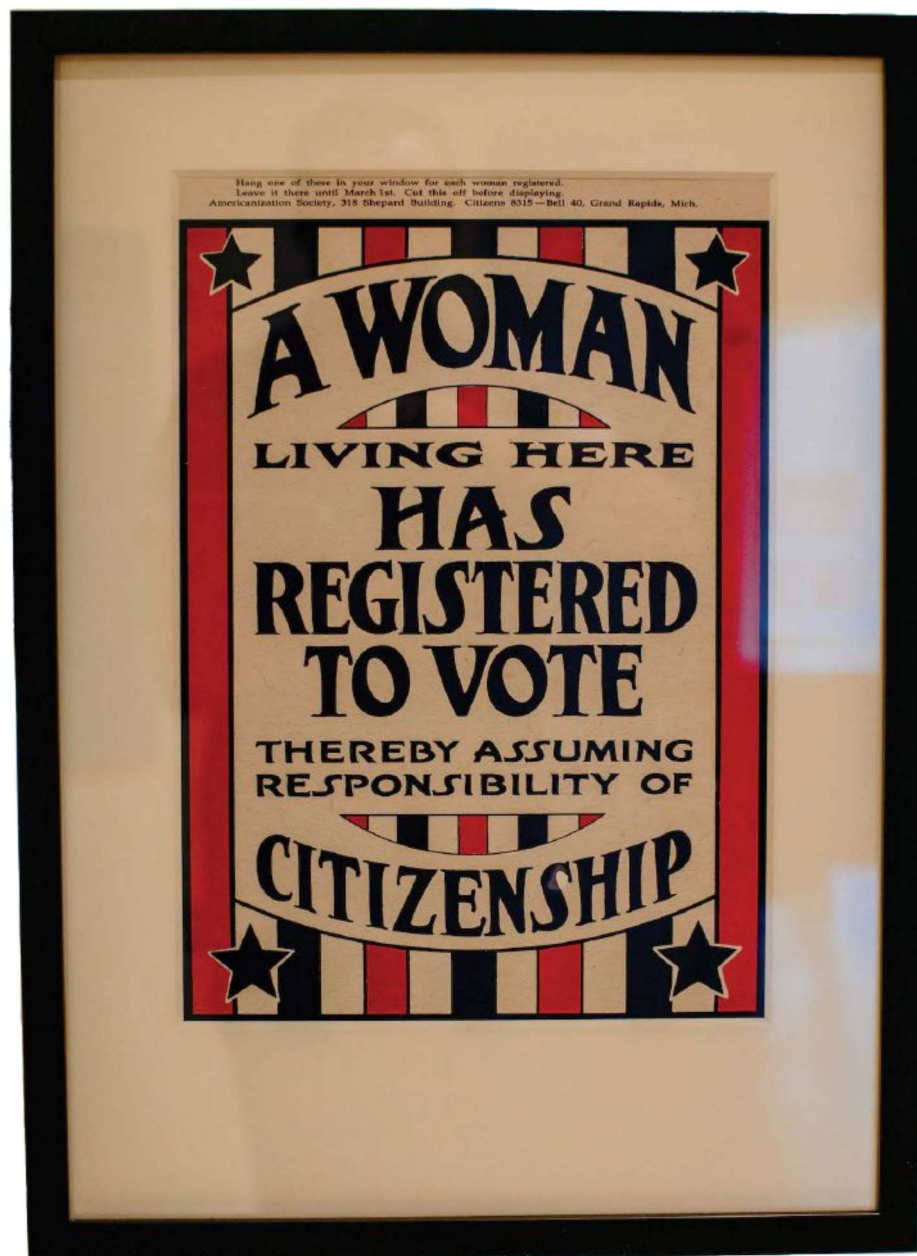 Hang one of these in your window for each woman registered.
Leave it there until March 1st. Cut this off before displaying.
Americanization Society, 318 Shepard Building. Citizens 8315—Bell 40, Grand Rapids, Mich.
A WOMAN
LIVING HERE
HAS
REGISTERED
TO VOTE
THEREBY ASSUMING
RESPONSIBILITY OF
CITIZENSHIP